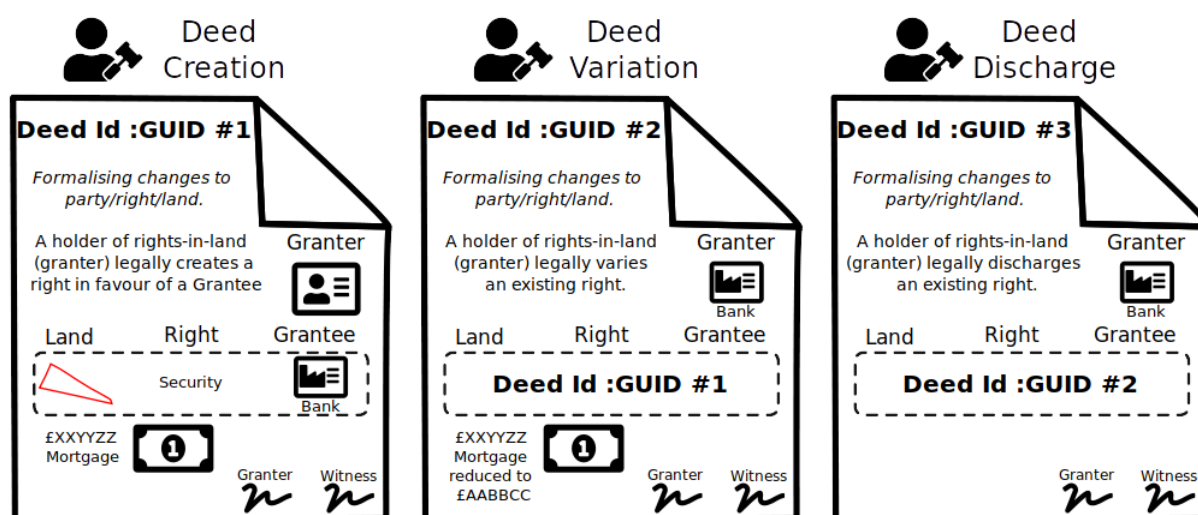 Deed
Creation
Deed Id :GUID #1
Formalising changes to
party/right/land.
A holder of rights-in-land
(granter) legally creates a
right in favour of a Grantee
Granter
Land
Right
Grantee
Security
Bank
£XXYYZZ
Mortgage
1
Granter
Witness
Deed
Variation
Deed Id :GUID #2
Formalising changes to
party/right/land.
A holder of rights-in-land
(granter) legally varies
an existing right.
Granter
Bank
Land
Right
Grantee
Deed Id :GUID #1
£XXYYZZ
Mortgage
reduced to
£AABBCC
1
Granter
Witness
Deed
Discharge
Deed Id :GUID #3
Formalising changes to
party/right/land.
A holder of rights-in-land
(granter) legally discharges
an existing right.
Granter
Bank
Land
Right
Grantee
Deed Id :GUID #2
Granter
Witness